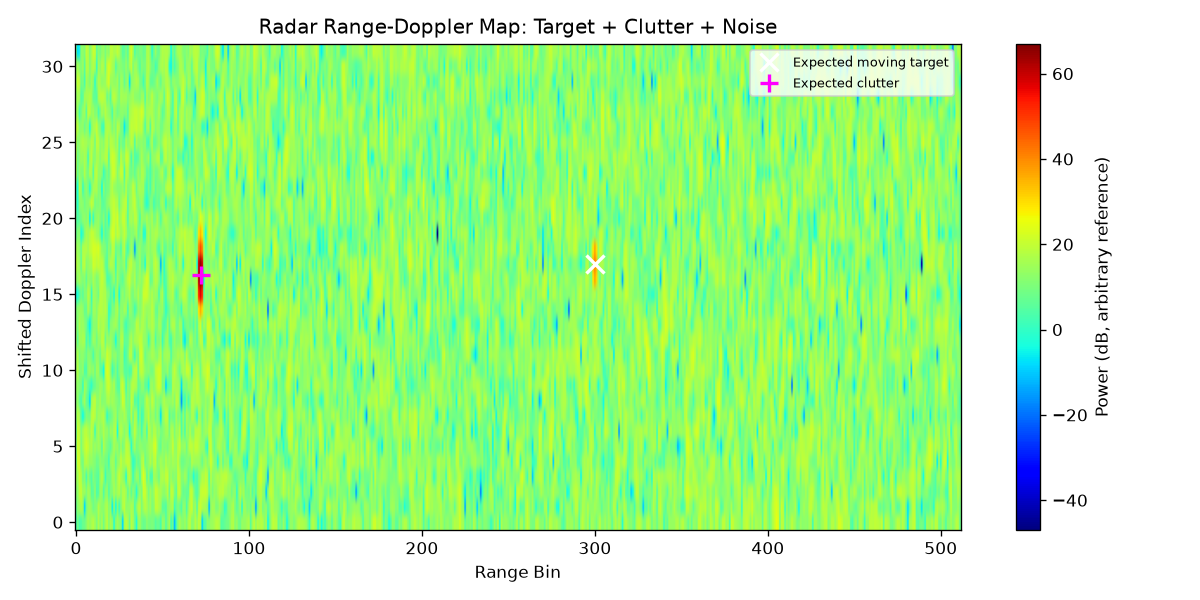 Radar Range-Doppler Map: Target + Clutter + Noise
Expected moving target
Expected clutter
30
25
20
15
10
5
0
Shifted Doppler Index
0 100 200 300 400 500
Range Bin
60
40
20
0
−20
−40
Power (dB, arbitrary reference)